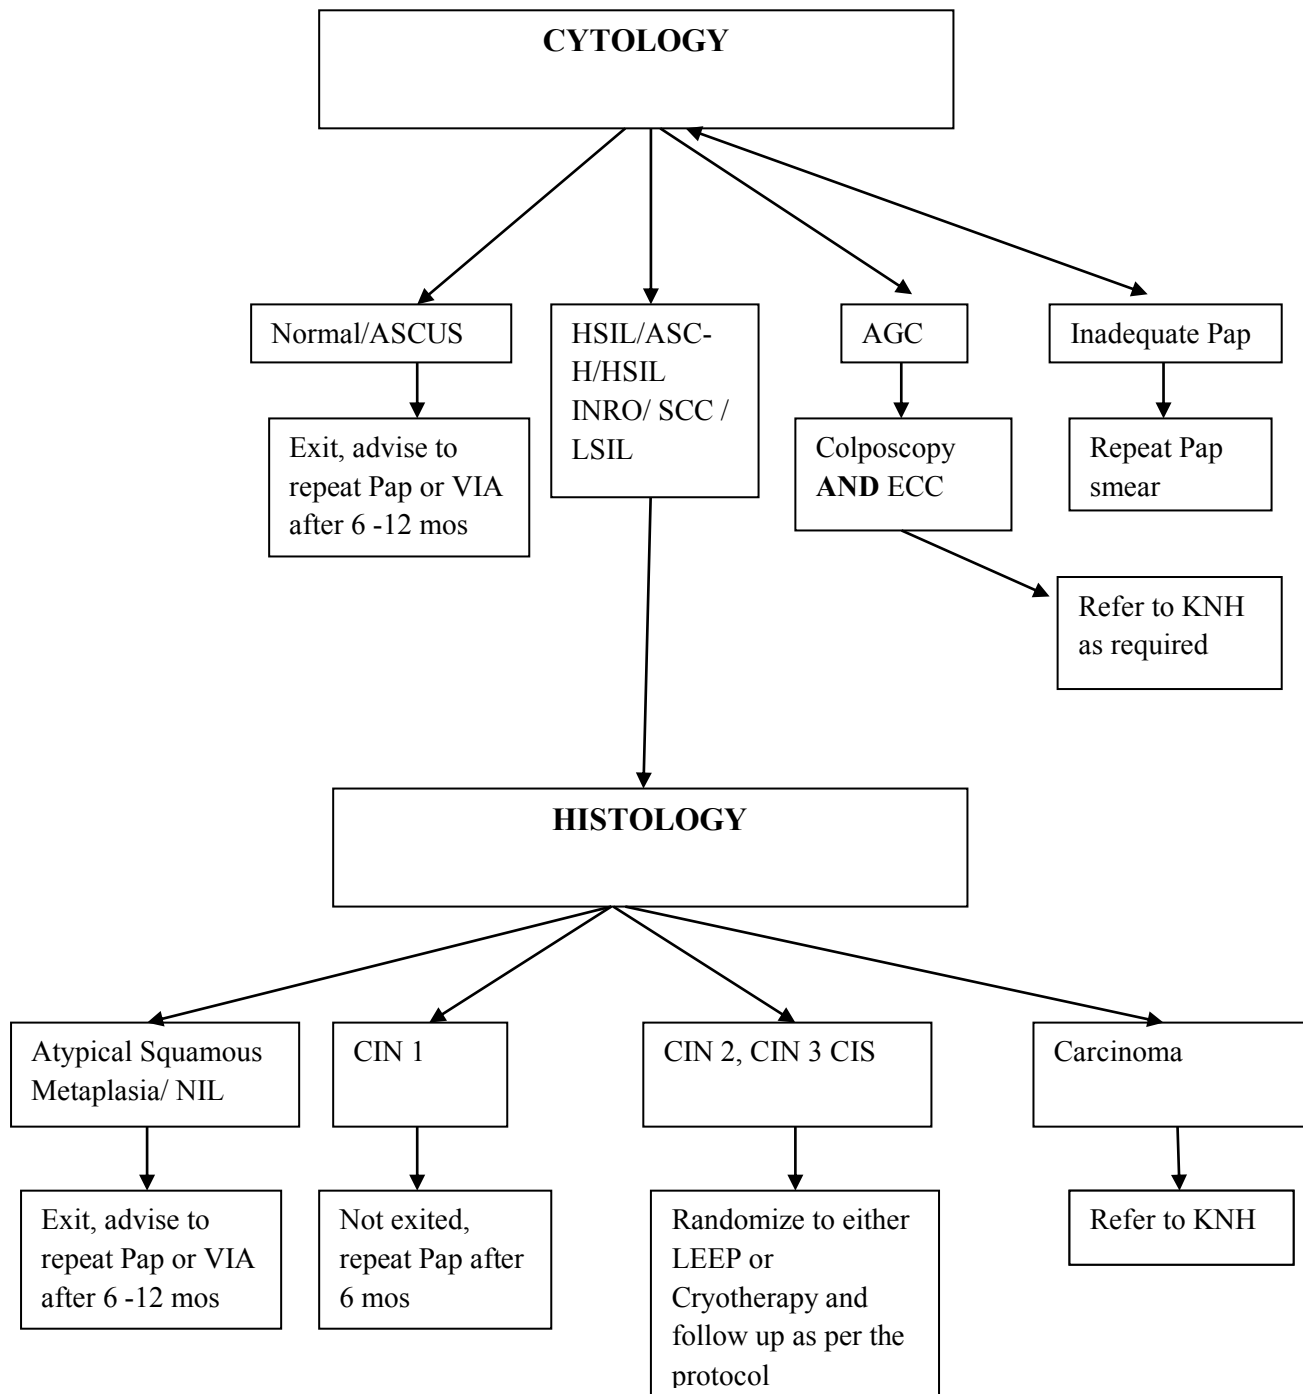 CYTOLOGY
Normal/ASCUS
HSIL/ASC-
H/HSIL
INRO/ SCC /
LSIL
AGC
Inadequate Pap
Exit, advise to
repeat Pap or VIA
after 6 -12 mos
Colposcopy
AND ECC
Repeat Pap
smear
Refer to KNH
as required
HISTOLOGY
Atypical Squamous
Metaplasia/ NIL
CIN 1
CIN 2, CIN 3 CIS
Carcinoma
Exit, advise to
repeat Pap or VIA
after 6 -12 mos
Not exited,
repeat Pap after
6 mos
Randomize to either
LEEP or
Cryotherapy and
follow up as per the
protocol
Refer to KNH